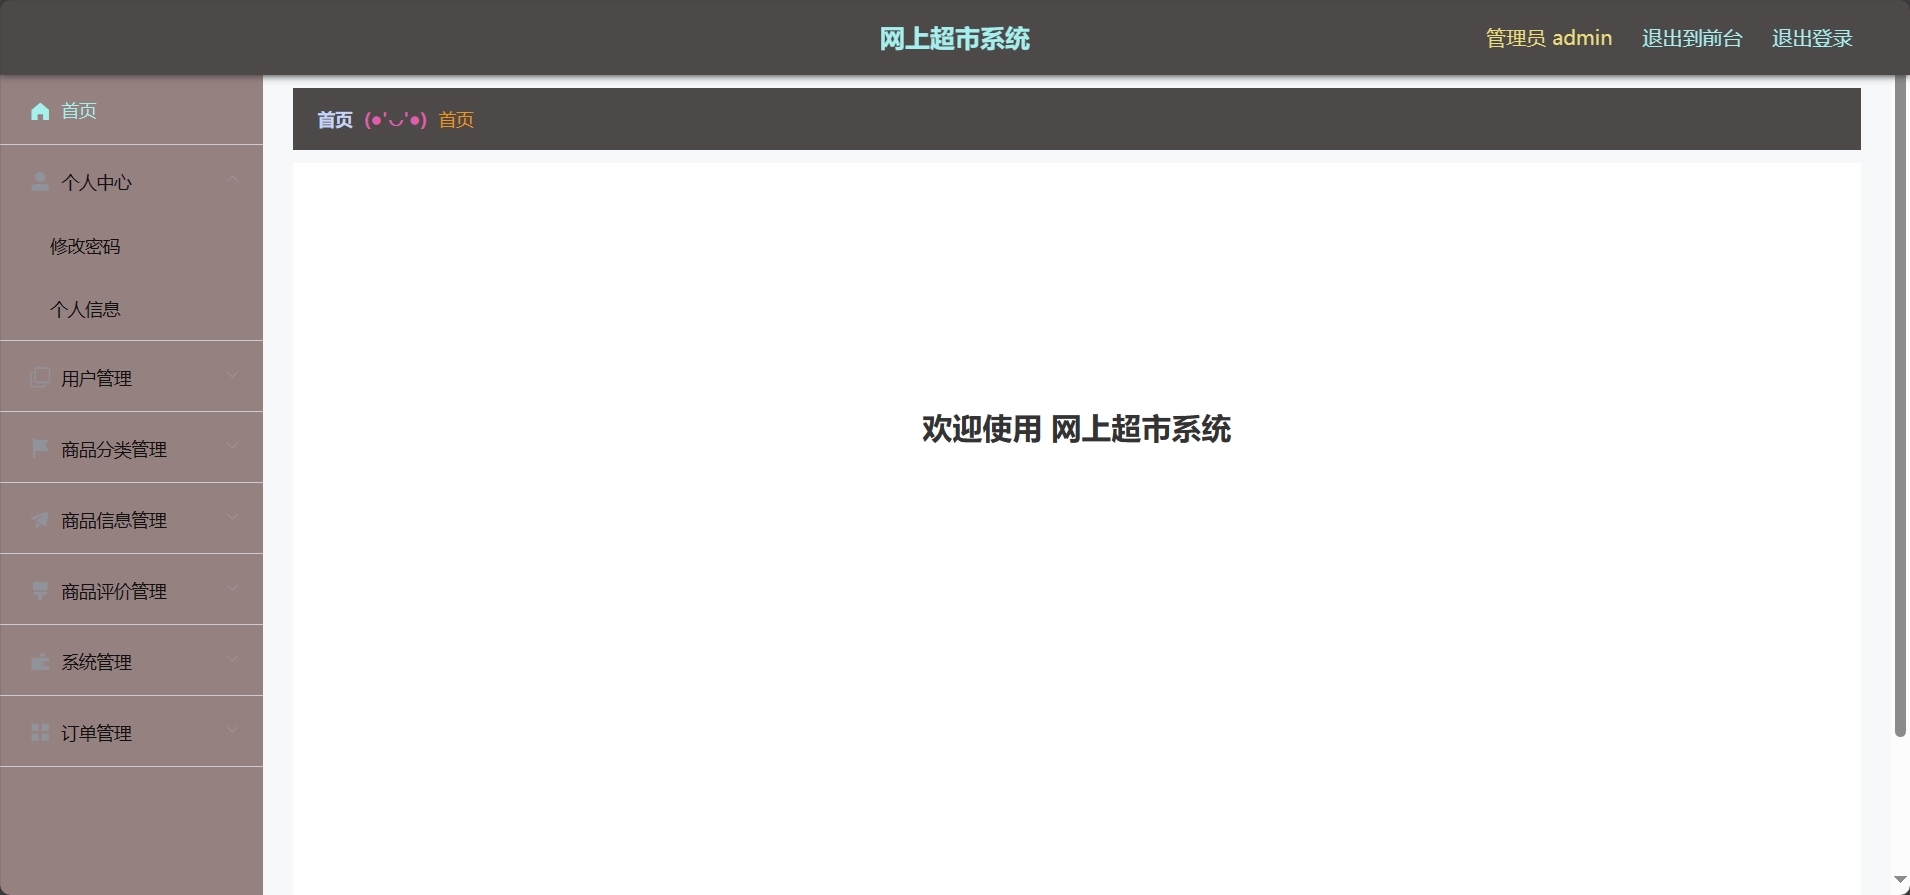 网上超市系统
管理员 admin 退出到前台 退出登录
首页
首页 (●'◡'●) 首页
个人中心
修改密码
个人信息
用户管理
商品分类管理
商品信息管理
商品评价管理
系统管理
订单管理
欢迎使用 网上超市系统